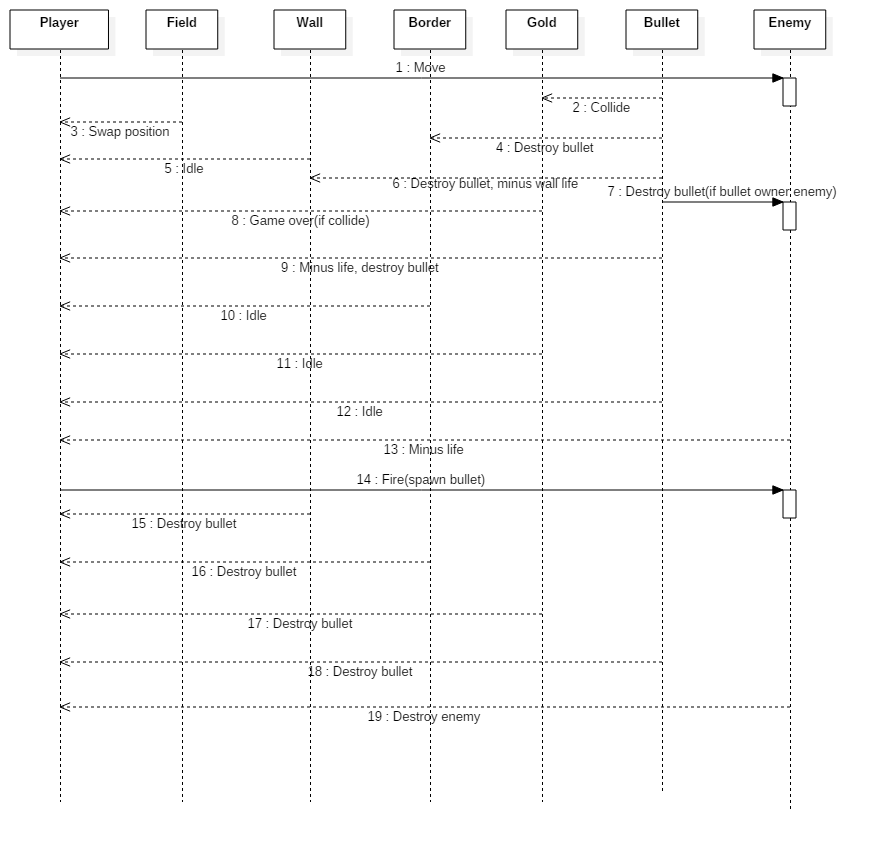 Player
Field
Wall
Border
Gold
Bullet
Enemy
1 : Move
2 : Collide
3 : Swap position
4 : Destroy bullet
5 : Idle
6 : Destroy bullet, minus wall life
7 : Destroy bullet(if bullet owner enemy)
8 : Game over(if collide)
9 : Minus life, destroy bullet
10 : Idle
11 : Idle
12 : Idle
13 : Minus life
14 : Fire(spawn bullet)
15 : Destroy bullet
16 : Destroy bullet
17 : Destroy bullet
18 : Destroy bullet
19 : Destroy enemy